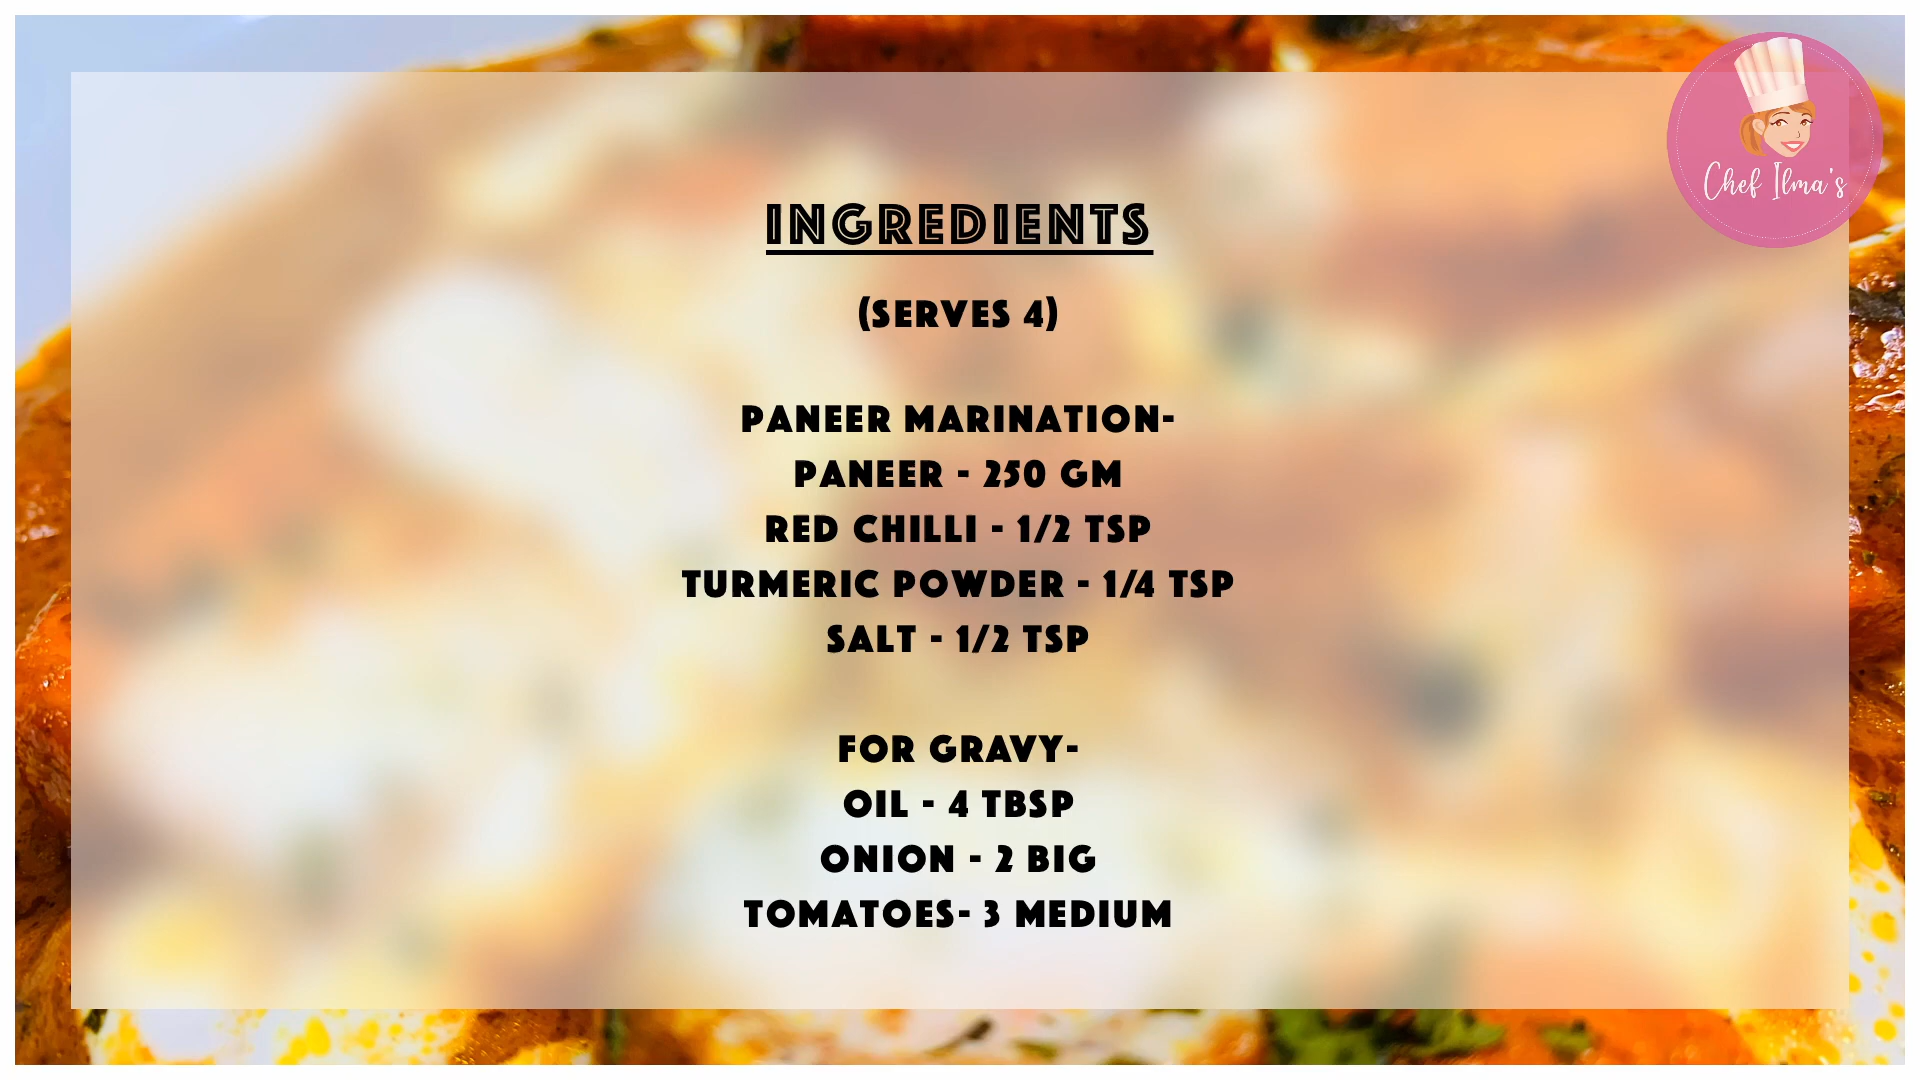 Chef Ilma's
INGREDIENTS
(SERVES 4)
PANEER MARINATION-
PANEER - 250 GM
RED CHILLI - 1/2 TSP
TURMERIC POWDER - 1/4 TSP
SALT - 1/2 TSP
FOR GRAVY-
OIL - 4 TBSP
ONION - 2 BIG
TOMATOES- 3 MEDIUM